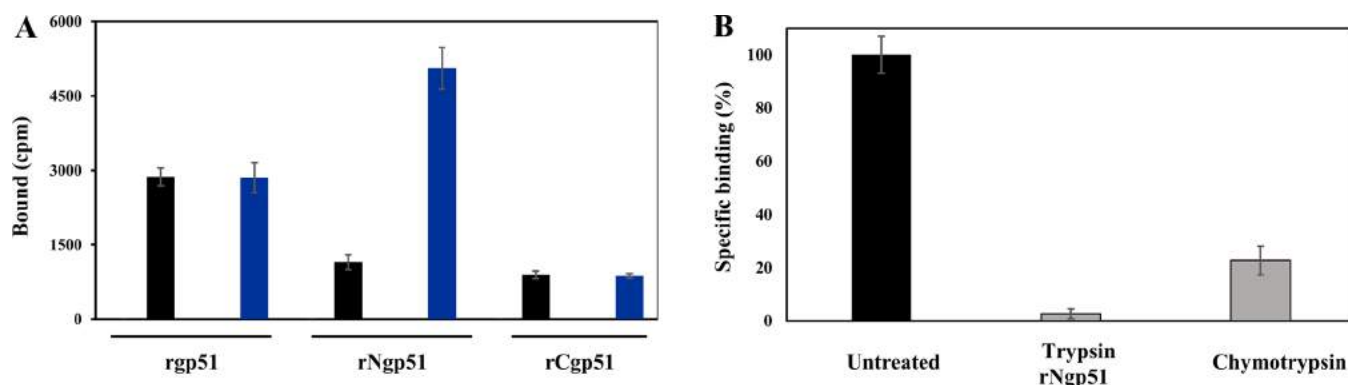 A
Bound (cpm)
6000
4500
3000
1500
0
rgp51
rNgp51
rCgp51
B
Specific binding (%)
100
80
60
40
20
0
Untreated
Trypsin
rNgp51
Chymotrypsin